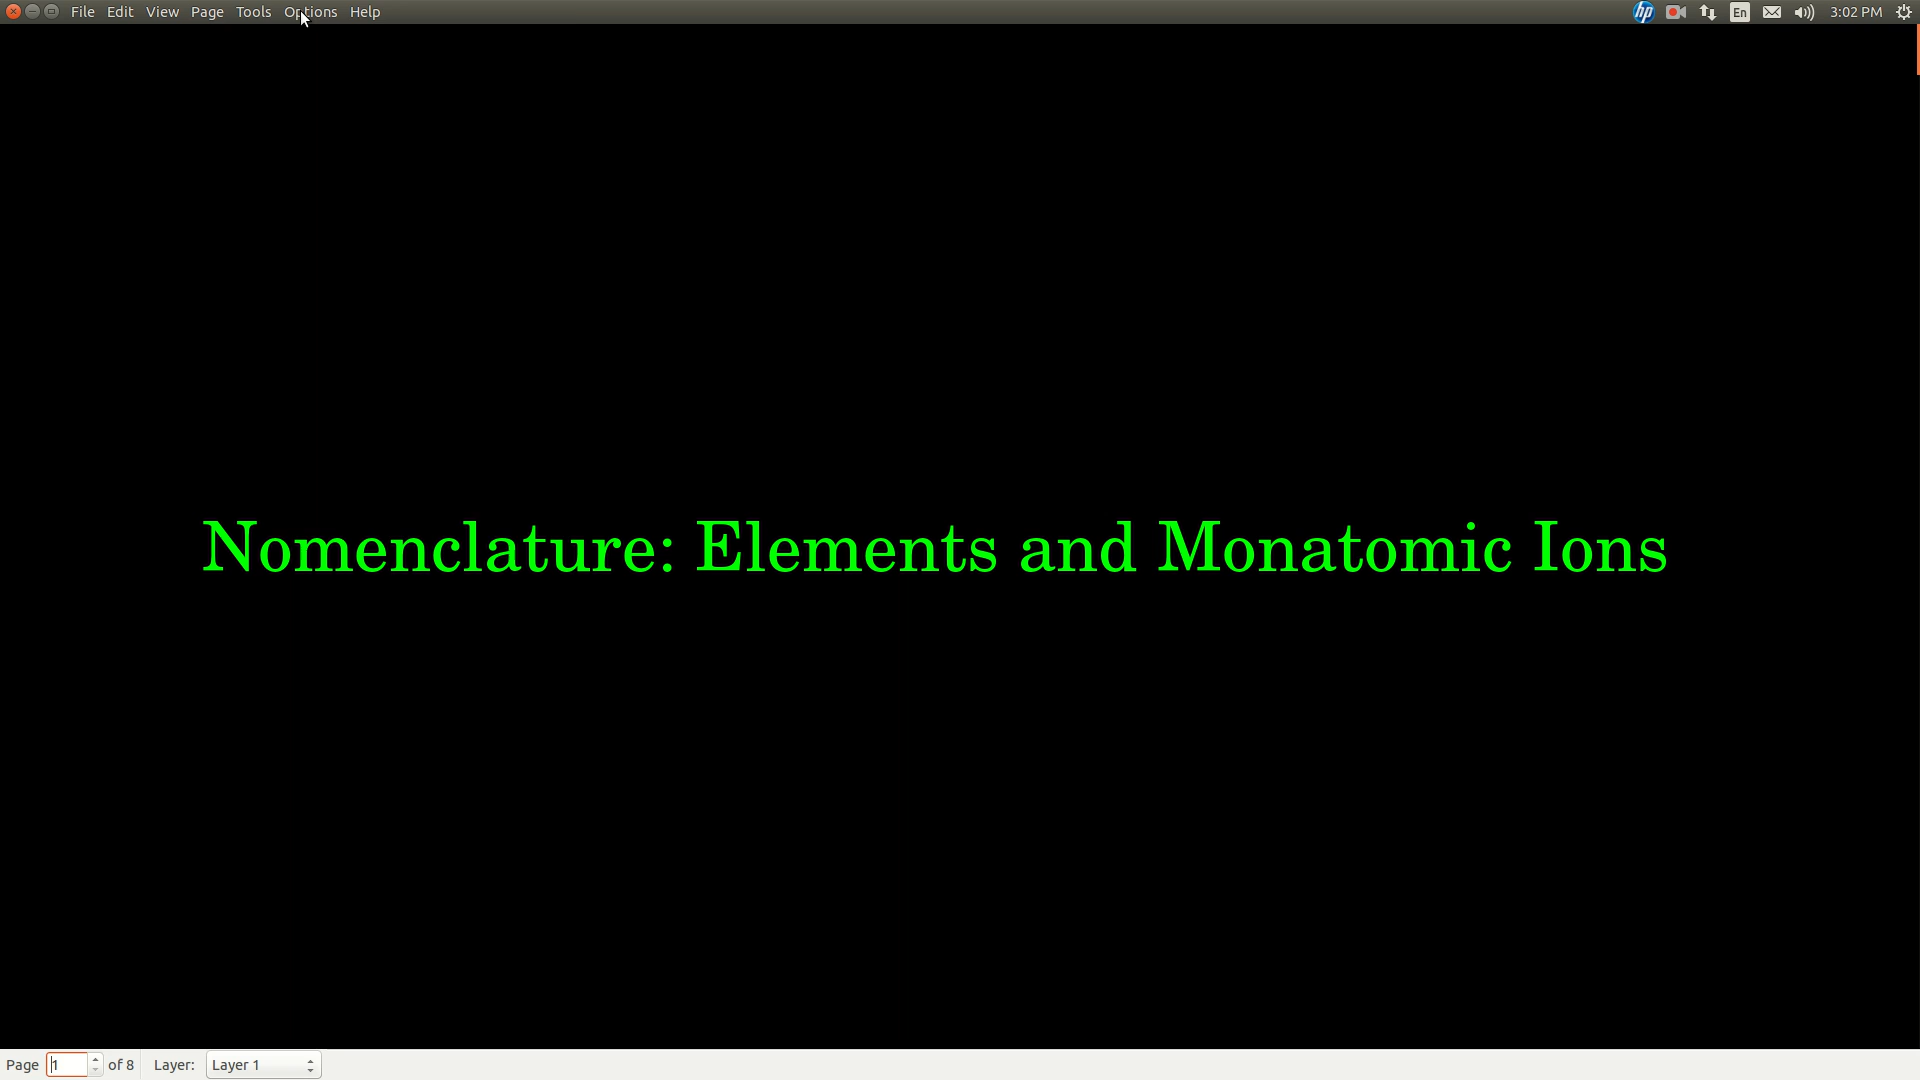 File Edit View Page Tools Options Help
hp En 3:02 PM
Nomenclature: Elements and Monatomic Ions
Page 1 of 8 Layer: Layer 1